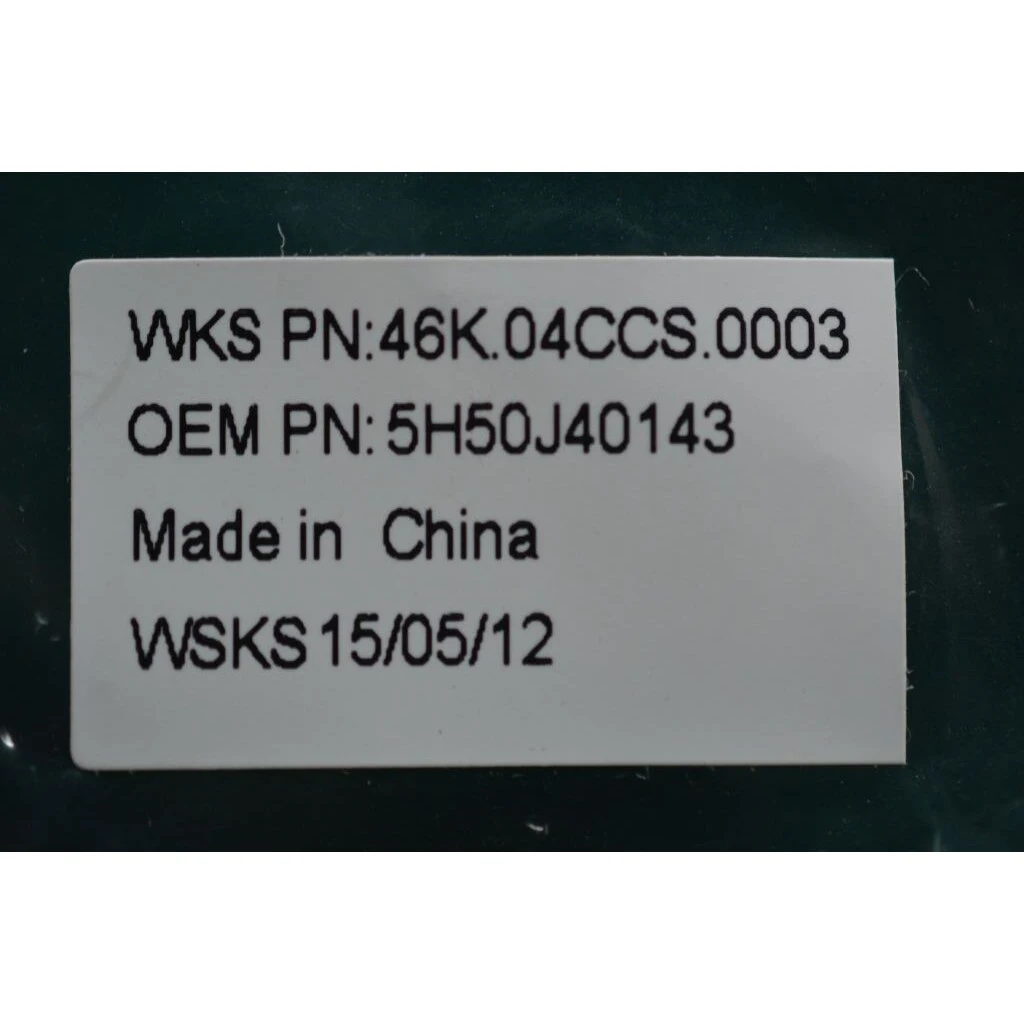 WKS PN:46K.04CCS.0003
OEM PN:5H50J40143
Made in China
WSKS 15/05/12